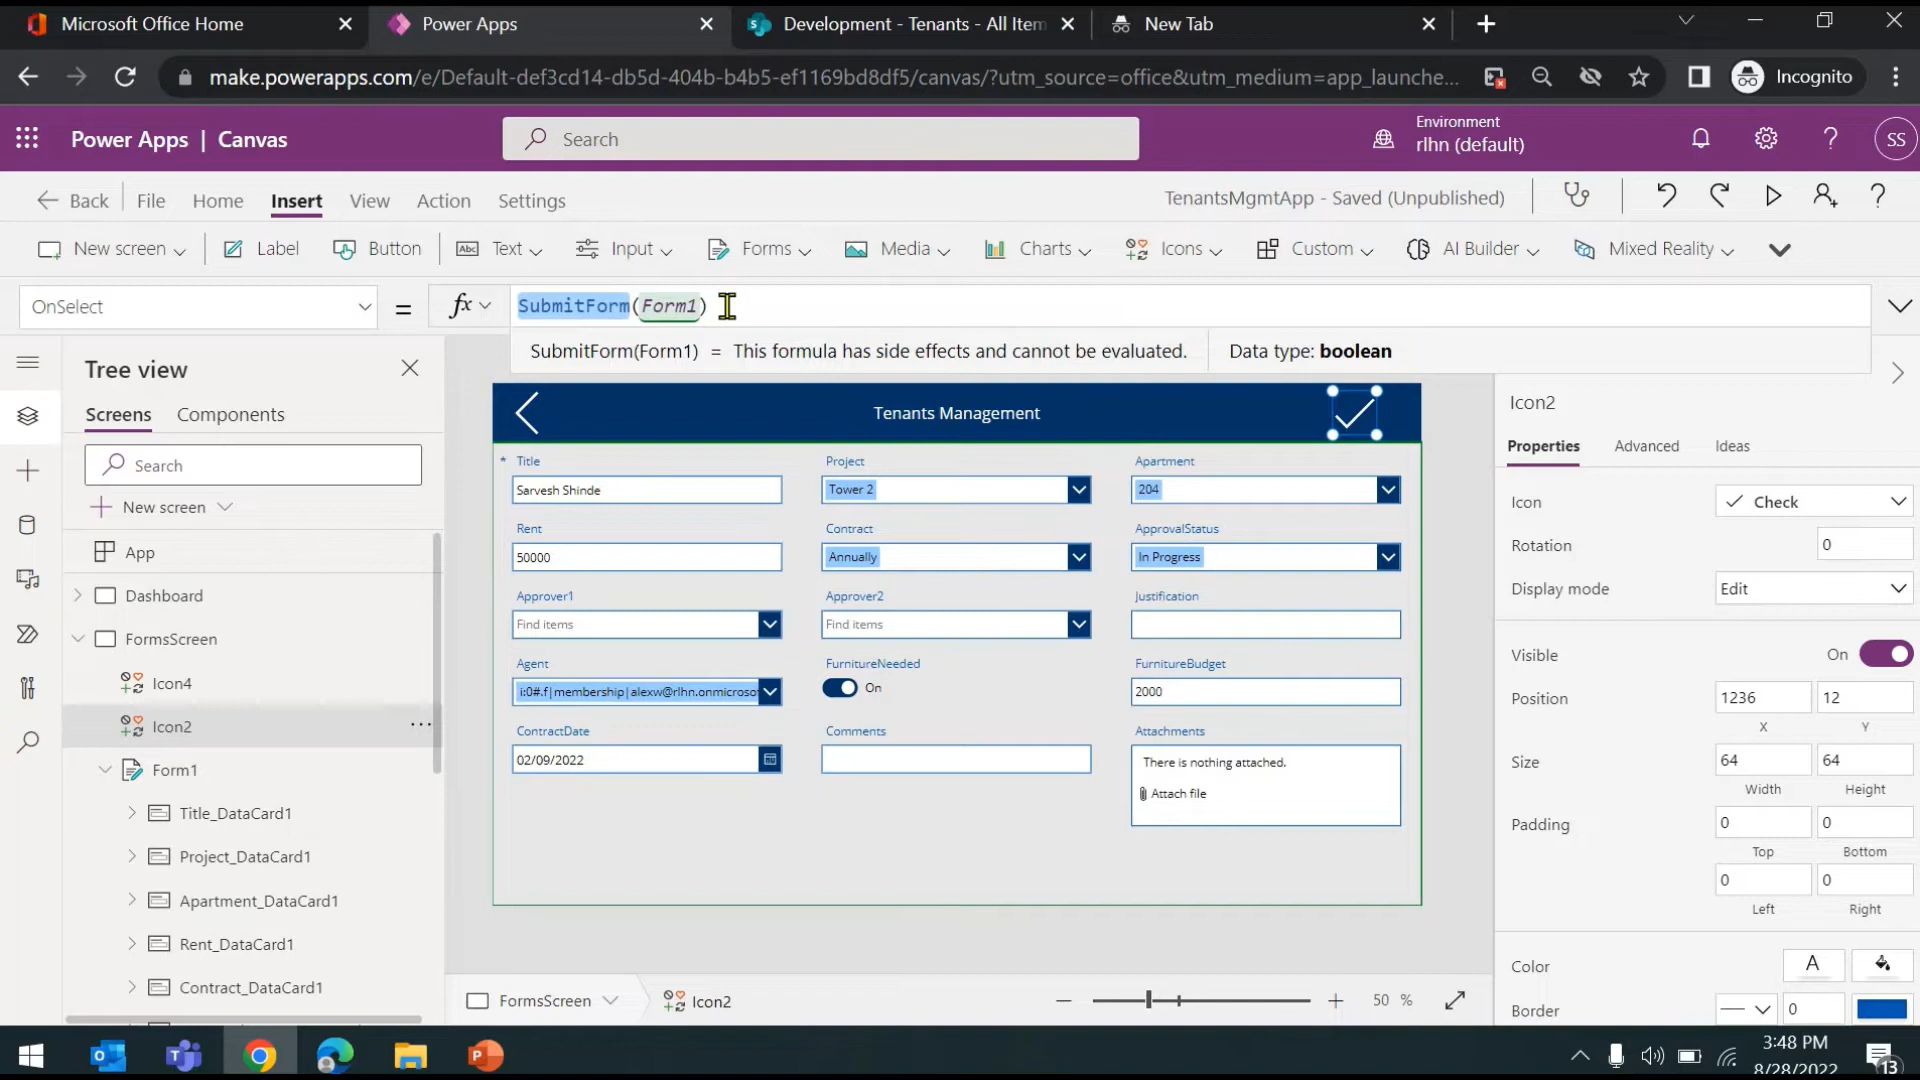 Microsoft Office Home
Power Apps
Development - Tenants - All Item
New Tab
make.powerapps.com/e/Default-def3cd14-db5d-404b-b4b5-ef1169bd8df5/canvas/?utm_source=office&utm_medium=app_launche...
Incognito
Power Apps | Canvas
Search
Environment
rlhn (default)
SS
Back
File
Home
Insert
View
Action
Settings
TenantsMgmtApp - Saved (Unpublished)
New screen
Label
Button
Abc Text
Input
Forms
Media
Charts
Icons
Custom
AI Builder
Mixed Reality
OnSelect
=
fx
SubmitForm(Form1)
SubmitForm(Form1) = This formula has side effects and cannot be evaluated.
Data type: boolean
Tree view
Screens
Components
Search
New screen
App
Dashboard
FormsScreen
Icon4
Icon2
...
Form1
Title_DataCard1
Project_DataCard1
Apartment_DataCard1
Rent_DataCard1
Contract_DataCard1
Tenants Management
* Title
Project
Apartment
Sarvesh Shinde
Tower 2
204
Rent
Contract
ApprovalStatus
50000
Annually
In Progress
Approver1
Approver2
Justification
Find items
Find items
Agent
FurnitureNeeded
FurnitureBudget
i:0#.f|membership|alexw@rlhn.onmicroso
On
2000
ContractDate
Comments
Attachments
02/09/2022
There is nothing attached.
Attach file
FormsScreen
Icon2
50 %
Icon2
Properties
Advanced
Ideas
Icon
Check
Rotation
0
Display mode
Edit
Visible
On
Position
1236
12
X
Y
Size
64
64
Width
Height
Padding
0
0
Top
Bottom
0
0
Left
Right
Color
A
Border
0
3:48 PM
8/28/2022
13